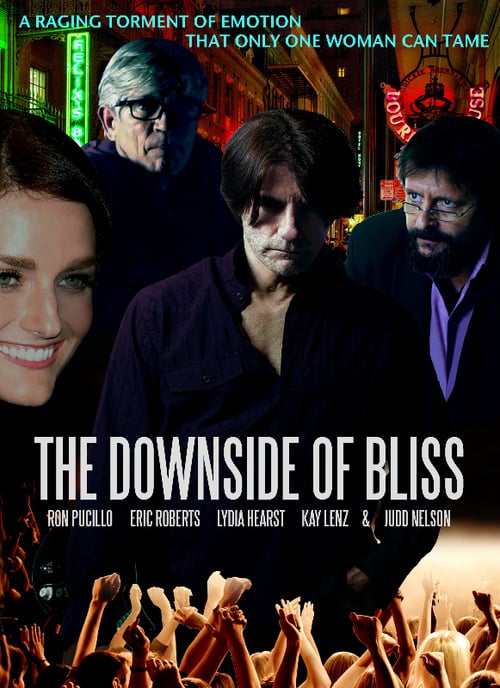 A RAGING TORMENT OF EMOTION
THAT ONLY ONE WOMAN CAN TAME
FELIX'S
THE DOWNSIDE OF BLISS
RON PUCILLO ERIC ROBERTS LYDIA HEARST KAY LENZ & JUDD NELSON